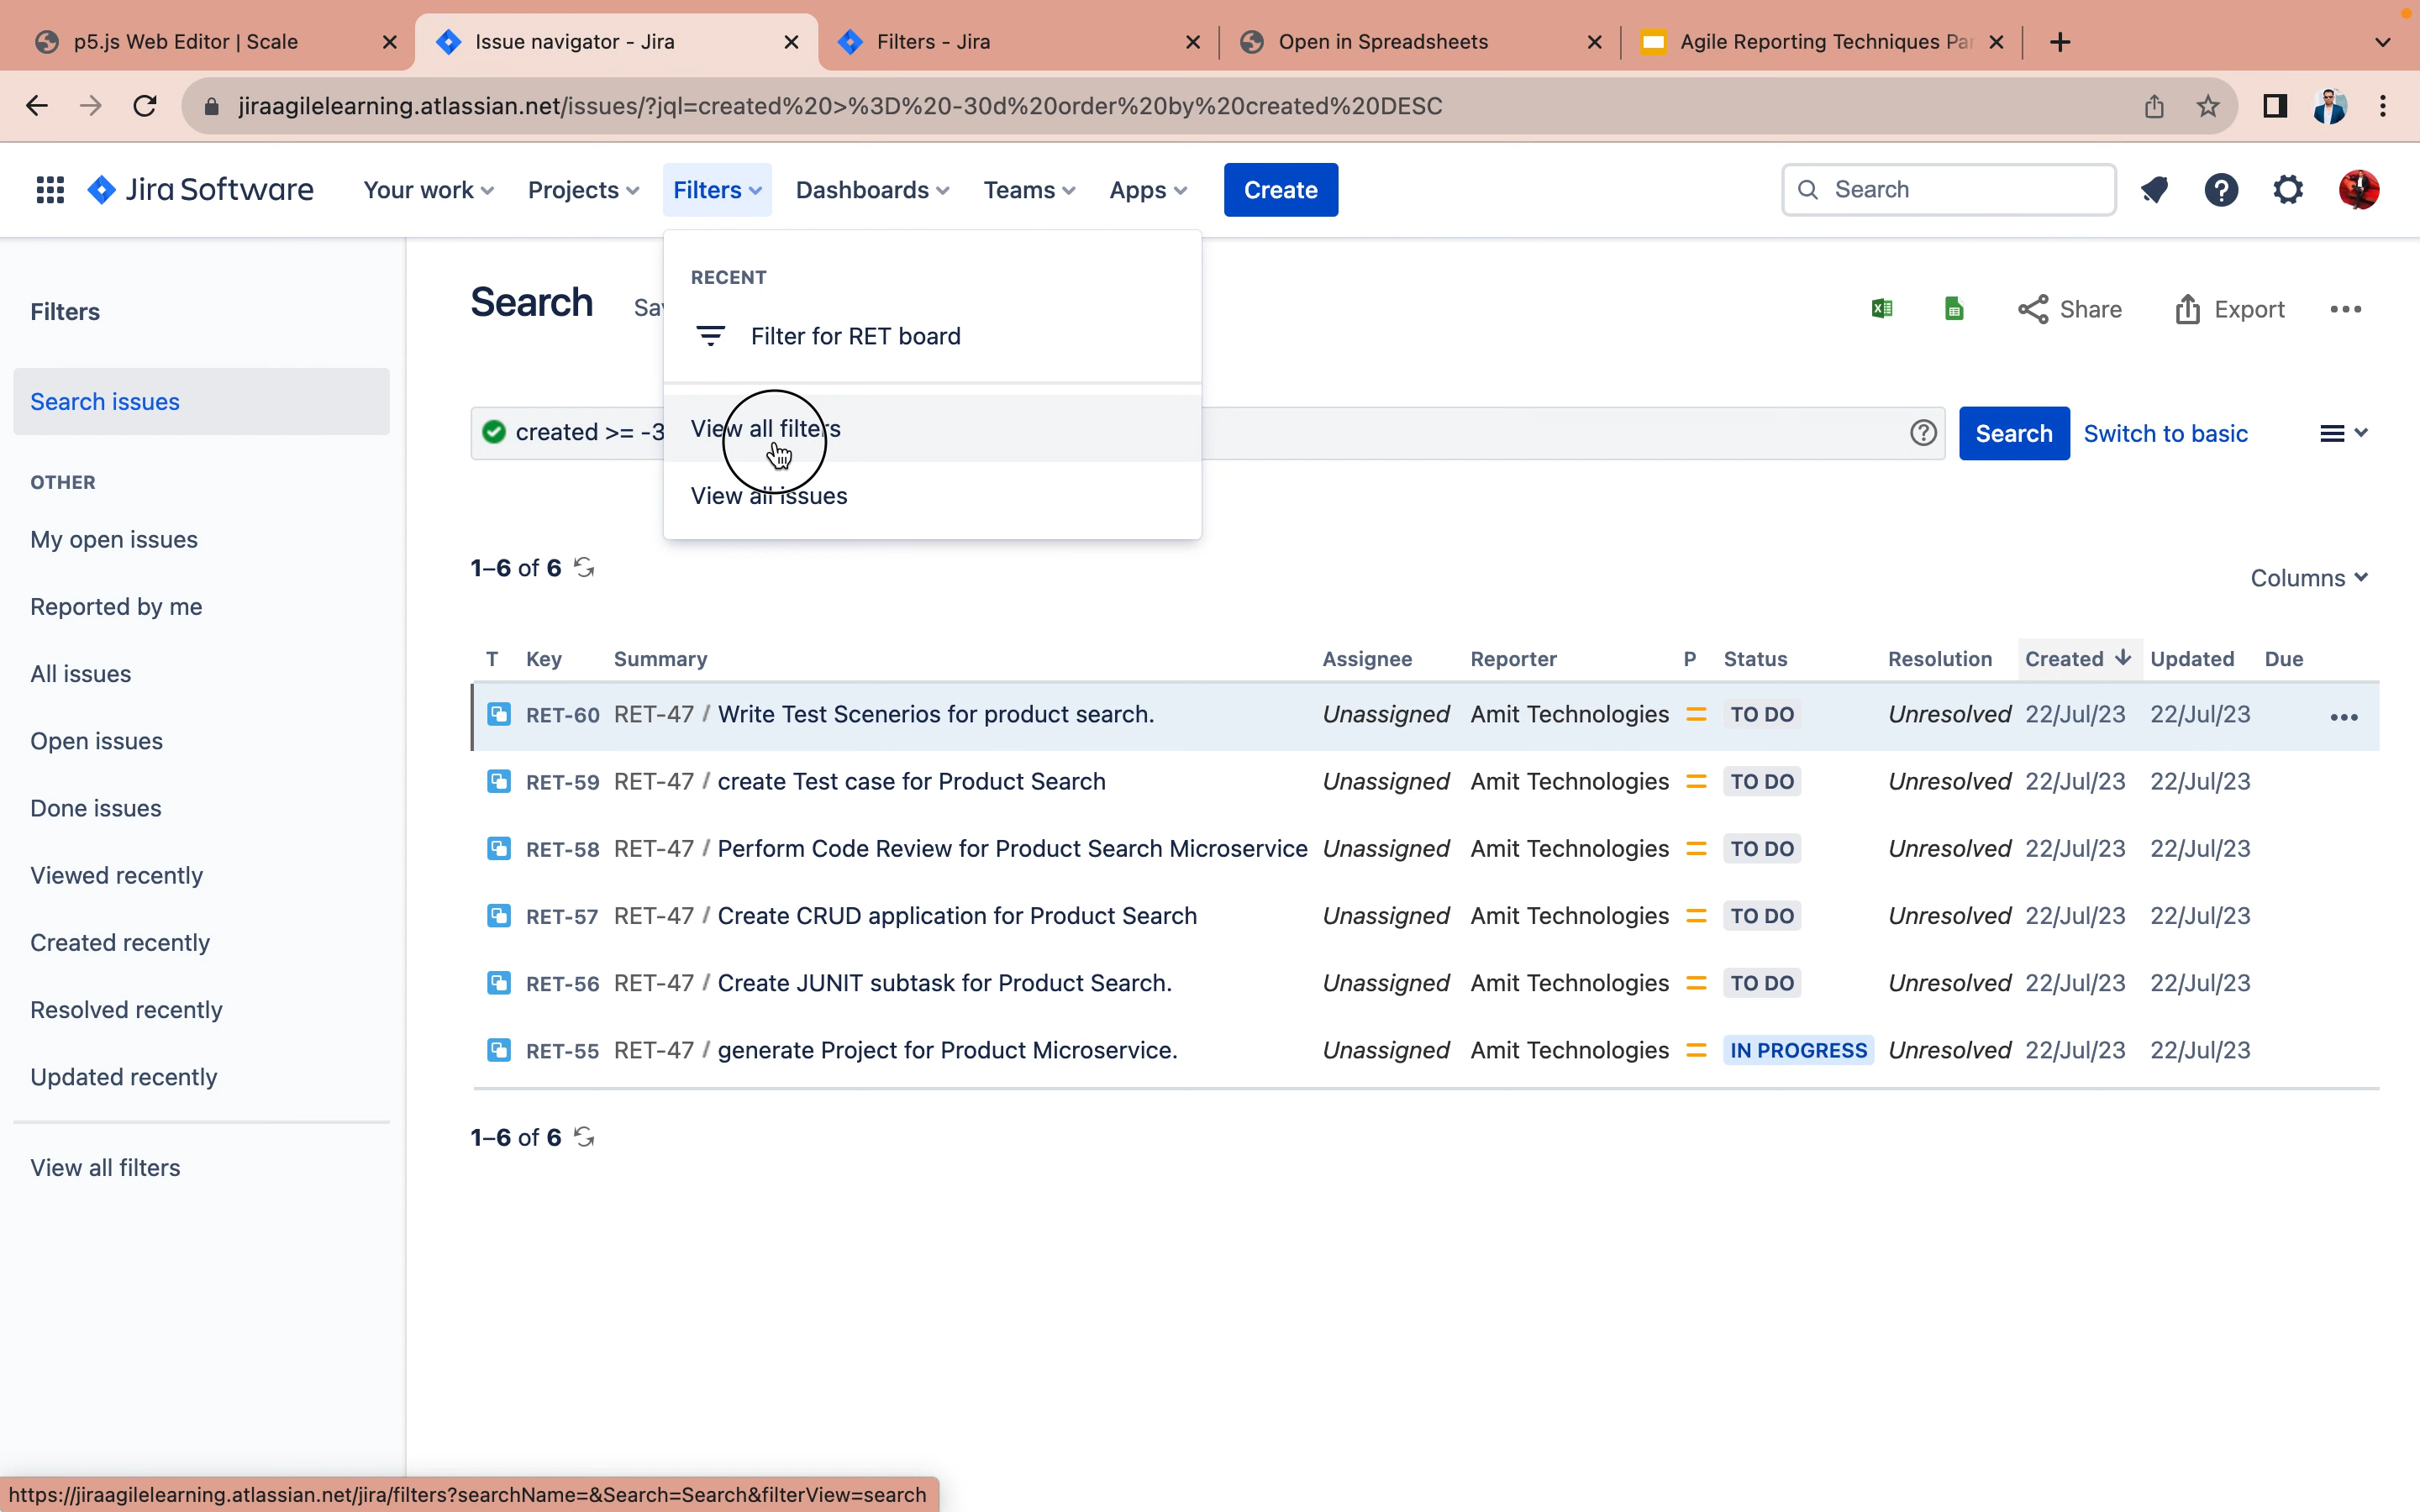 p5.js Web Editor | Scale
Issue navigator - Jira
Filters - Jira
Open in Spreadsheets
Agile Reporting Techniques Par
jiraagilelearning.atlassian.net/issues/?jql=created%20>%3D%20-30d%20order%20by%20created%20DESC
Jira Software
Your work
Projects
Filters
Dashboards
Teams
Apps
Create
Search
Filters
Search issues
OTHER
My open issues
Reported by me
All issues
Open issues
Done issues
Viewed recently
Created recently
Resolved recently
Updated recently
View all filters
Search
RECENT
Filter for RET board
View all filters
View all issues
Share
Export
created >= -3
Search
Switch to basic
1–6 of 6
Columns
T Key Summary Assignee Reporter P Status Resolution Created Updated Due
RET-60 RET-47 / Write Test Scenerios for product search. Unassigned Amit Technologies TO DO Unresolved 22/Jul/23 22/Jul/23
RET-59 RET-47 / create Test case for Product Search Unassigned Amit Technologies TO DO Unresolved 22/Jul/23 22/Jul/23
RET-58 RET-47 / Perform Code Review for Product Search Microservice Unassigned Amit Technologies TO DO Unresolved 22/Jul/23 22/Jul/23
RET-57 RET-47 / Create CRUD application for Product Search Unassigned Amit Technologies TO DO Unresolved 22/Jul/23 22/Jul/23
RET-56 RET-47 / Create JUNIT subtask for Product Search. Unassigned Amit Technologies TO DO Unresolved 22/Jul/23 22/Jul/23
RET-55 RET-47 / generate Project for Product Microservice. Unassigned Amit Technologies IN PROGRESS Unresolved 22/Jul/23 22/Jul/23
1–6 of 6
https://jiraagilelearning.atlassian.net/jira/filters?searchName=&Search=Search&filterView=search